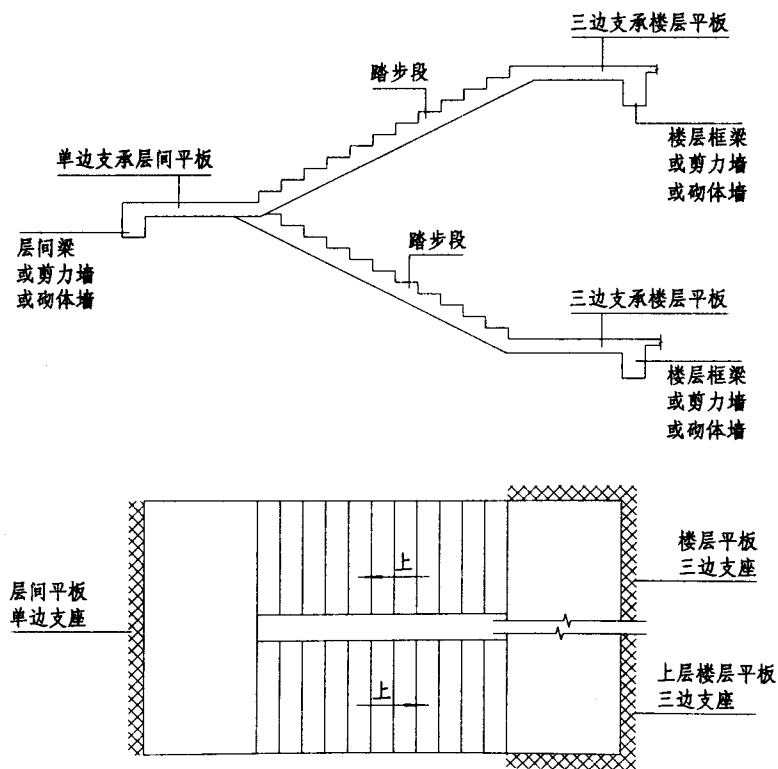 三边支承楼层平板
踏步段
楼层框梁
或剪力墙
或砌体墙
单边支承层间平板
层间梁
或剪力墙
或砌体墙
踏步段
三边支承楼层平板
楼层框梁
或剪力墙
或砌体墙
楼层平板
三边支座
上
层间平板
单边支座
上层楼层平板
三边支座
上